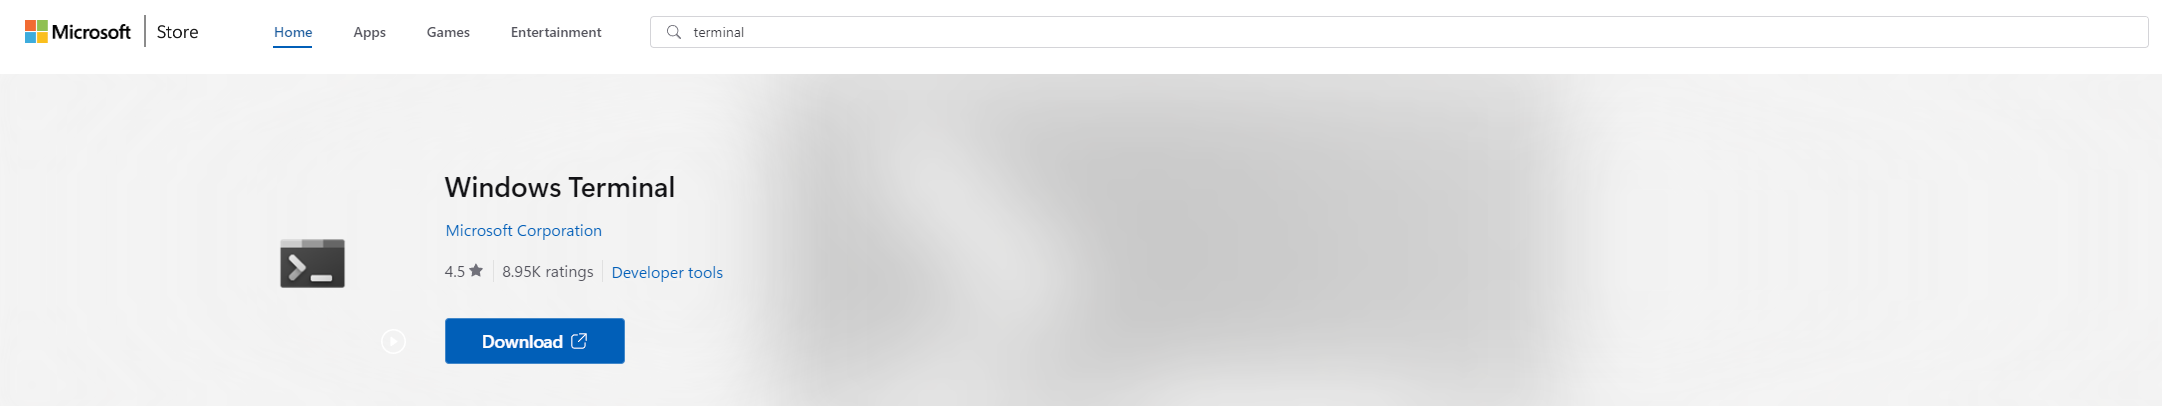 Microsoft Store Home Apps Games Entertainment terminal
Windows Terminal
Microsoft Corporation
4.5 8.95K ratings Developer tools
Download